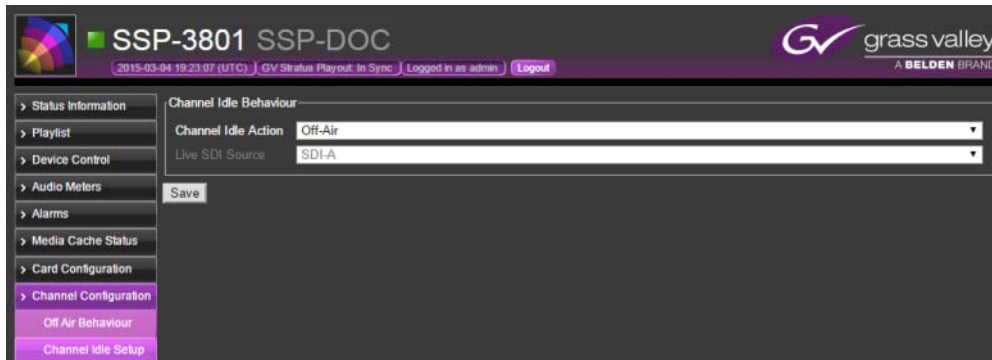 SSP-3801 SSP-DOC
2015-03-04 19:23:07 (UTC) GV Stratus Playout: In Sync Logged in as admin Logout
GV grass valley
A BELDEN BRAND
> Status Information
> Playlist
> Device Control
> Audio Meters
> Alarms
> Media Cache Status
> Card Configuration
> Channel Configuration
Off Air Behaviour
Channel Idle Setup
Channel Idle Behaviour
Channel Idle Action Off-Air
Live SDI Source SDI-A
Save